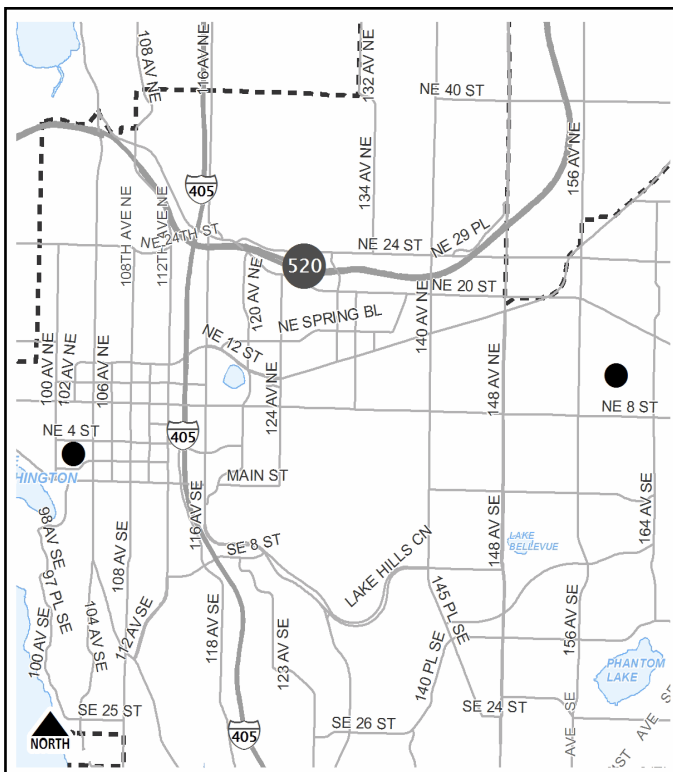 108 AV NE
116 AV NE
132 AV NE
NE 40 ST
134 AV NE
156 AV NE
405
108TH AVE NE
112TH AVE NE
NE 24TH ST
520
NE 24 ST
NE 29 PL
NE 20 ST
120 AV NE
NE SPRING BL
140 AV NE
NE 12 ST
100 AV NE
102 AV NE
106 AV NE
124 AV NE
148 AV NE
NE 8 ST
NE 4 ST
405
MAIN ST
HINGTON
98 AV SE
116 AV SE
SE 8 ST
LAKE HILLS CN
148 AV SE
LAKE
BELLEVUE
164 AV SE
97 PL SE
100 AV SE
104 AV SE
108 AV SE
112 AV SE
118 AV SE
123 AV SE
145 PL SE
140 PL SE
156 AV SE
PHANTOM
LAKE
SE 25 ST
SE 26 ST
SE 24 ST
405
AVE SE
AVE SE
NORTH